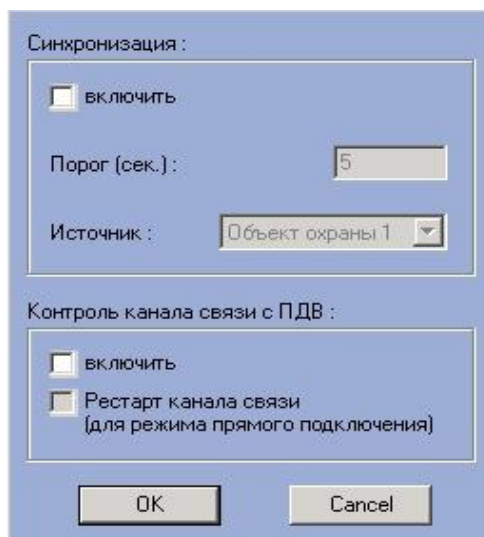 Синхронизация :
включить
Порог (сек.) :
5
Источник :
Объект охраны 1
Контроль канала связи с ПДВ :
включить
Рестарт канала связи
(для режима прямого подключения)
OK
Cancel